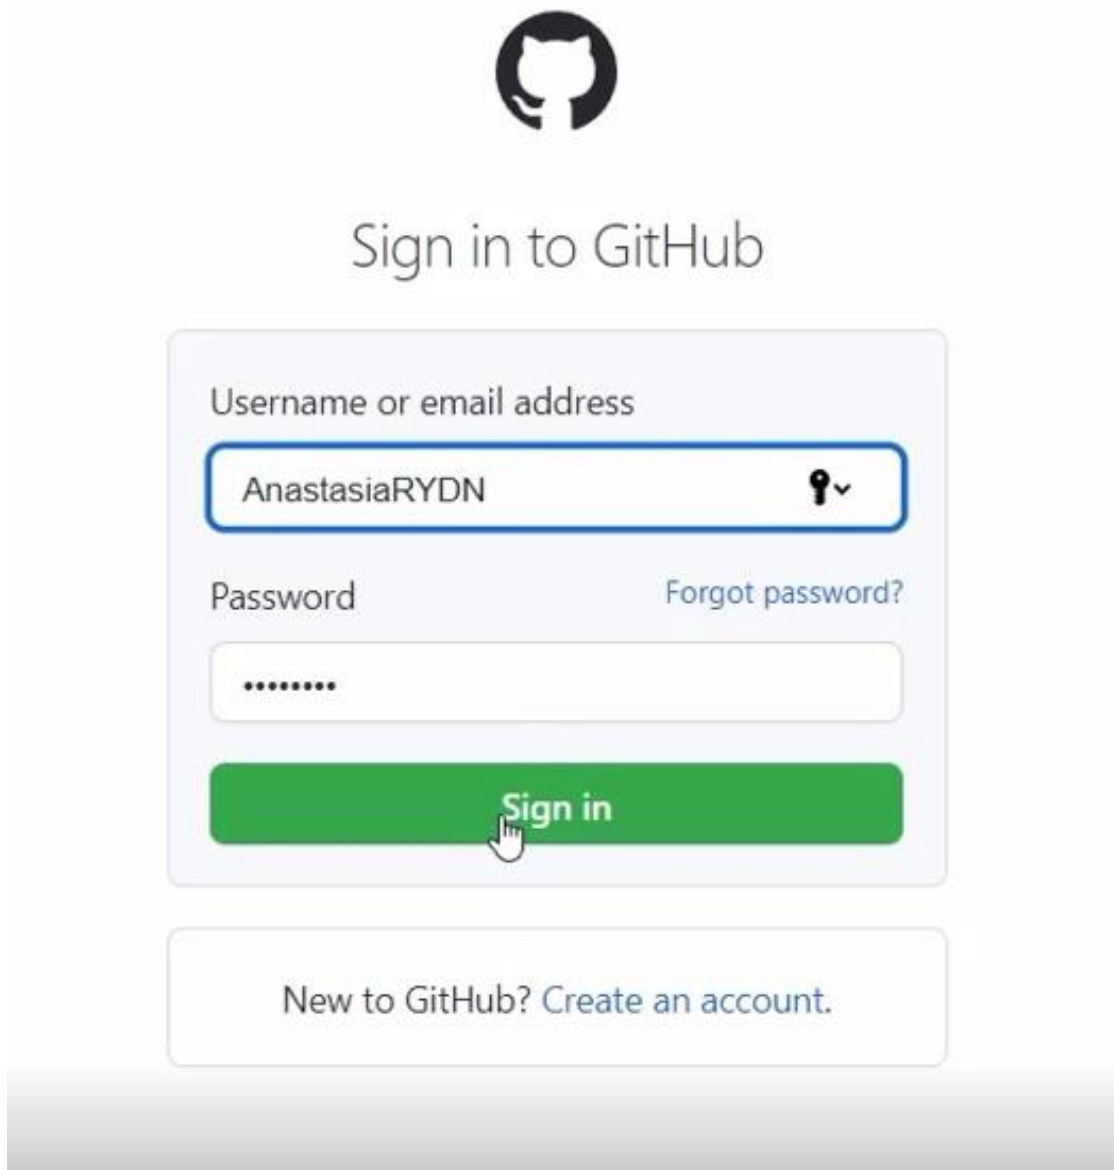 Sign in to GitHub
Username or email address
AnastasiaRYDN
Password Forgot password?
••••••••
Sign in
New to GitHub? Create an account.